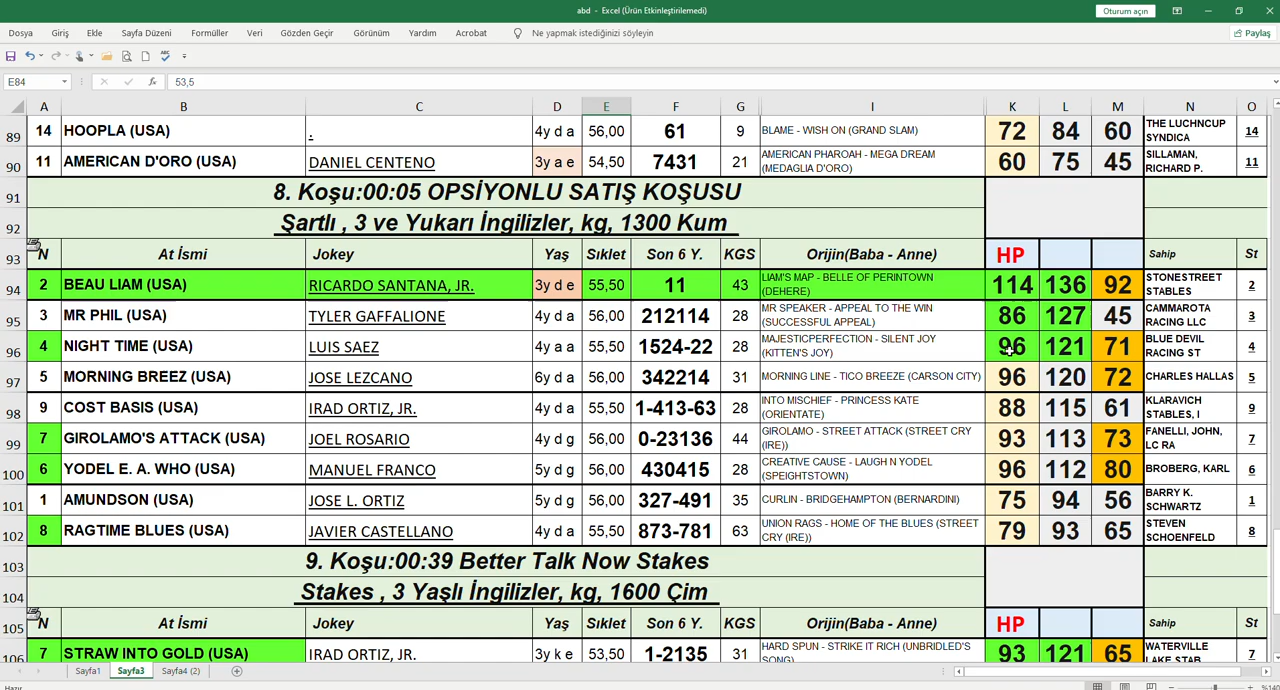 abd - Excel (Ürün Etkinleştirilemedi)
Oturum açın
Dosya Giriş Ekle Sayfa Düzeni Formüller Veri Gözden Geçir Görünüm Yardım Acrobat Ne yapmak istediğinizi söyleyin Paylaş
E84 fx 53,5
A B C D E F G I K L M N O
89 14 HOOPLA (USA) . 4y d a 56,00 61 9 BLAME - WISH ON (GRAND SLAM) 72 84 60 THE LUCHNCUP SYNDICA 14
90 11 AMERICAN D'ORO (USA) DANIEL CENTENO 3y a e 54,50 7431 21 AMERICAN PHAROAH - MEGA DREAM (MEDAGLIA D'ORO) 60 75 45 SILLAMAN, RICHARD P. 11
91 8. Koşu:00:05 OPSİYONLU SATIŞ KOŞUSU
92 Şartlı , 3 ve Yukarı İngilizler, kg, 1300 Kum
93 N At İsmi Jokey Yaş Sıklet Son 6 Y. KGS Orijin(Baba - Anne) HP Sahip St
94 2 BEAU LIAM (USA) RICARDO SANTANA, JR. 3y d e 55,50 11 43 LIAM'S MAP - BELLE OF PERINTOWN (DEHERE) 114 136 92 STONESTREET STABLES 2
95 3 MR PHIL (USA) TYLER GAFFALIONE 4y d a 56,00 212114 28 MR SPEAKER - APPEAL TO THE WIN (SUCCESSFUL APPEAL) 86 127 45 CAMMAROTA RACING LLC 3
96 4 NIGHT TIME (USA) LUIS SAEZ 4y a a 55,50 1524-22 28 MAJESTICPERFECTION - SILENT JOY (KITTEN'S JOY) 96 121 71 BLUE DEVIL RACING ST 4
97 5 MORNING BREEZ (USA) JOSE LEZCANO 6y d a 56,00 342214 31 MORNING LINE - TICO BREEZE (CARSON CITY) 96 120 72 CHARLES HALLAS 5
98 9 COST BASIS (USA) IRAD ORTIZ, JR. 4y d a 55,50 1-413-63 28 INTO MISCHIEF - PRINCESS KATE (ORIENTATE) 88 115 61 KLARAVICH STABLES, I 9
99 7 GIROLAMO'S ATTACK (USA) JOEL ROSARIO 4y d g 56,00 0-23136 44 GIROLAMO - STREET ATTACK (STREET CRY (IRE)) 93 113 73 FANELLI, JOHN, LC RA 7
100 6 YODEL E. A. WHO (USA) MANUEL FRANCO 5y d g 56,00 430415 28 CREATIVE CAUSE - LAUGH N YODEL (SPEIGHTSTOWN) 96 112 80 BROBERG, KARL 6
101 1 AMUNDSON (USA) JOSE L. ORTIZ 5y d g 56,00 327-491 35 CURLIN - BRIDGEHAMPTON (BERNARDINI) 75 94 56 BARRY K. SCHWARTZ 1
102 8 RAGTIME BLUES (USA) JAVIER CASTELLANO 4y d a 55,50 873-781 63 UNION RAGS - HOME OF THE BLUES (STREET CRY (IRE)) 79 93 65 STEVEN SCHOENFELD 8
103 9. Koşu:00:39 Better Talk Now Stakes
104 Stakes , 3 Yaşlı İngilizler, kg, 1600 Çim
105 N At İsmi Jokey Yaş Sıklet Son 6 Y. KGS Orijin(Baba - Anne) HP Sahip St
106 7 STRAW INTO GOLD (USA) IRAD ORTIZ, JR. 3y k e 53,50 1-2135 31 HARD SPUN - STRIKE IT RICH (UNBRIDLED'S SONG) 93 121 65 WATERVILLE LAKE STAB 7
Sayfa1 Sayfa3 Sayfa4 (2)
Hazır %140